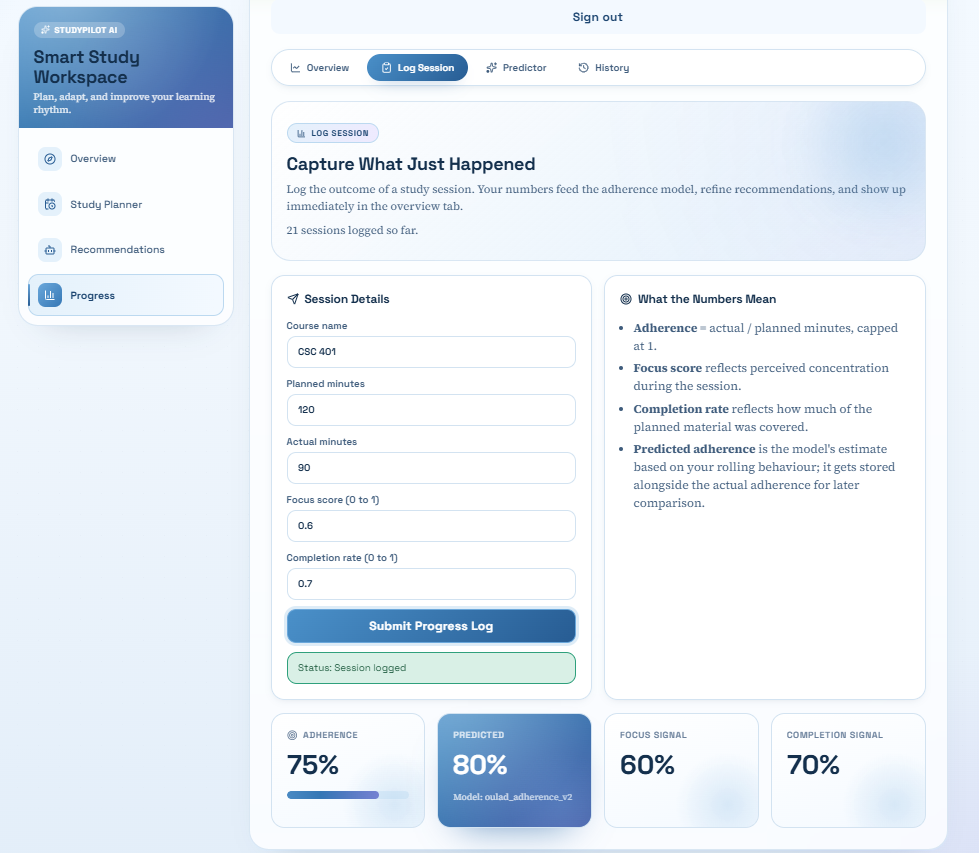 STUDYPILOT AI
Smart Study
Workspace
Plan, adapt, and improve your learning
rhythm.
Overview
Study Planner
Recommendations
Progress
Sign out
Overview
Log Session
Predictor
History
LOG SESSION
Capture What Just Happened
Log the outcome of a study session. Your numbers feed the adherence model, refine recommendations, and show up
immediately in the overview tab.
21 sessions logged so far.
Session Details
Course name
CSC 401
Planned minutes
120
Actual minutes
90
Focus score (0 to 1)
0.6
Completion rate (0 to 1)
0.7
Submit Progress Log
Status: Session logged
What the Numbers Mean
• Adherence = actual / planned minutes, capped
at 1.
• Focus score reflects perceived concentration
during the session.
• Completion rate reflects how much of the
planned material was covered.
• Predicted adherence is the model's estimate
based on your rolling behaviour; it gets stored
alongside the actual adherence for later
comparison.
ADHERENCE
75%
PREDICTED
80%
Model: oulad_adherence_v2
FOCUS SIGNAL
60%
COMPLETION SIGNAL
70%